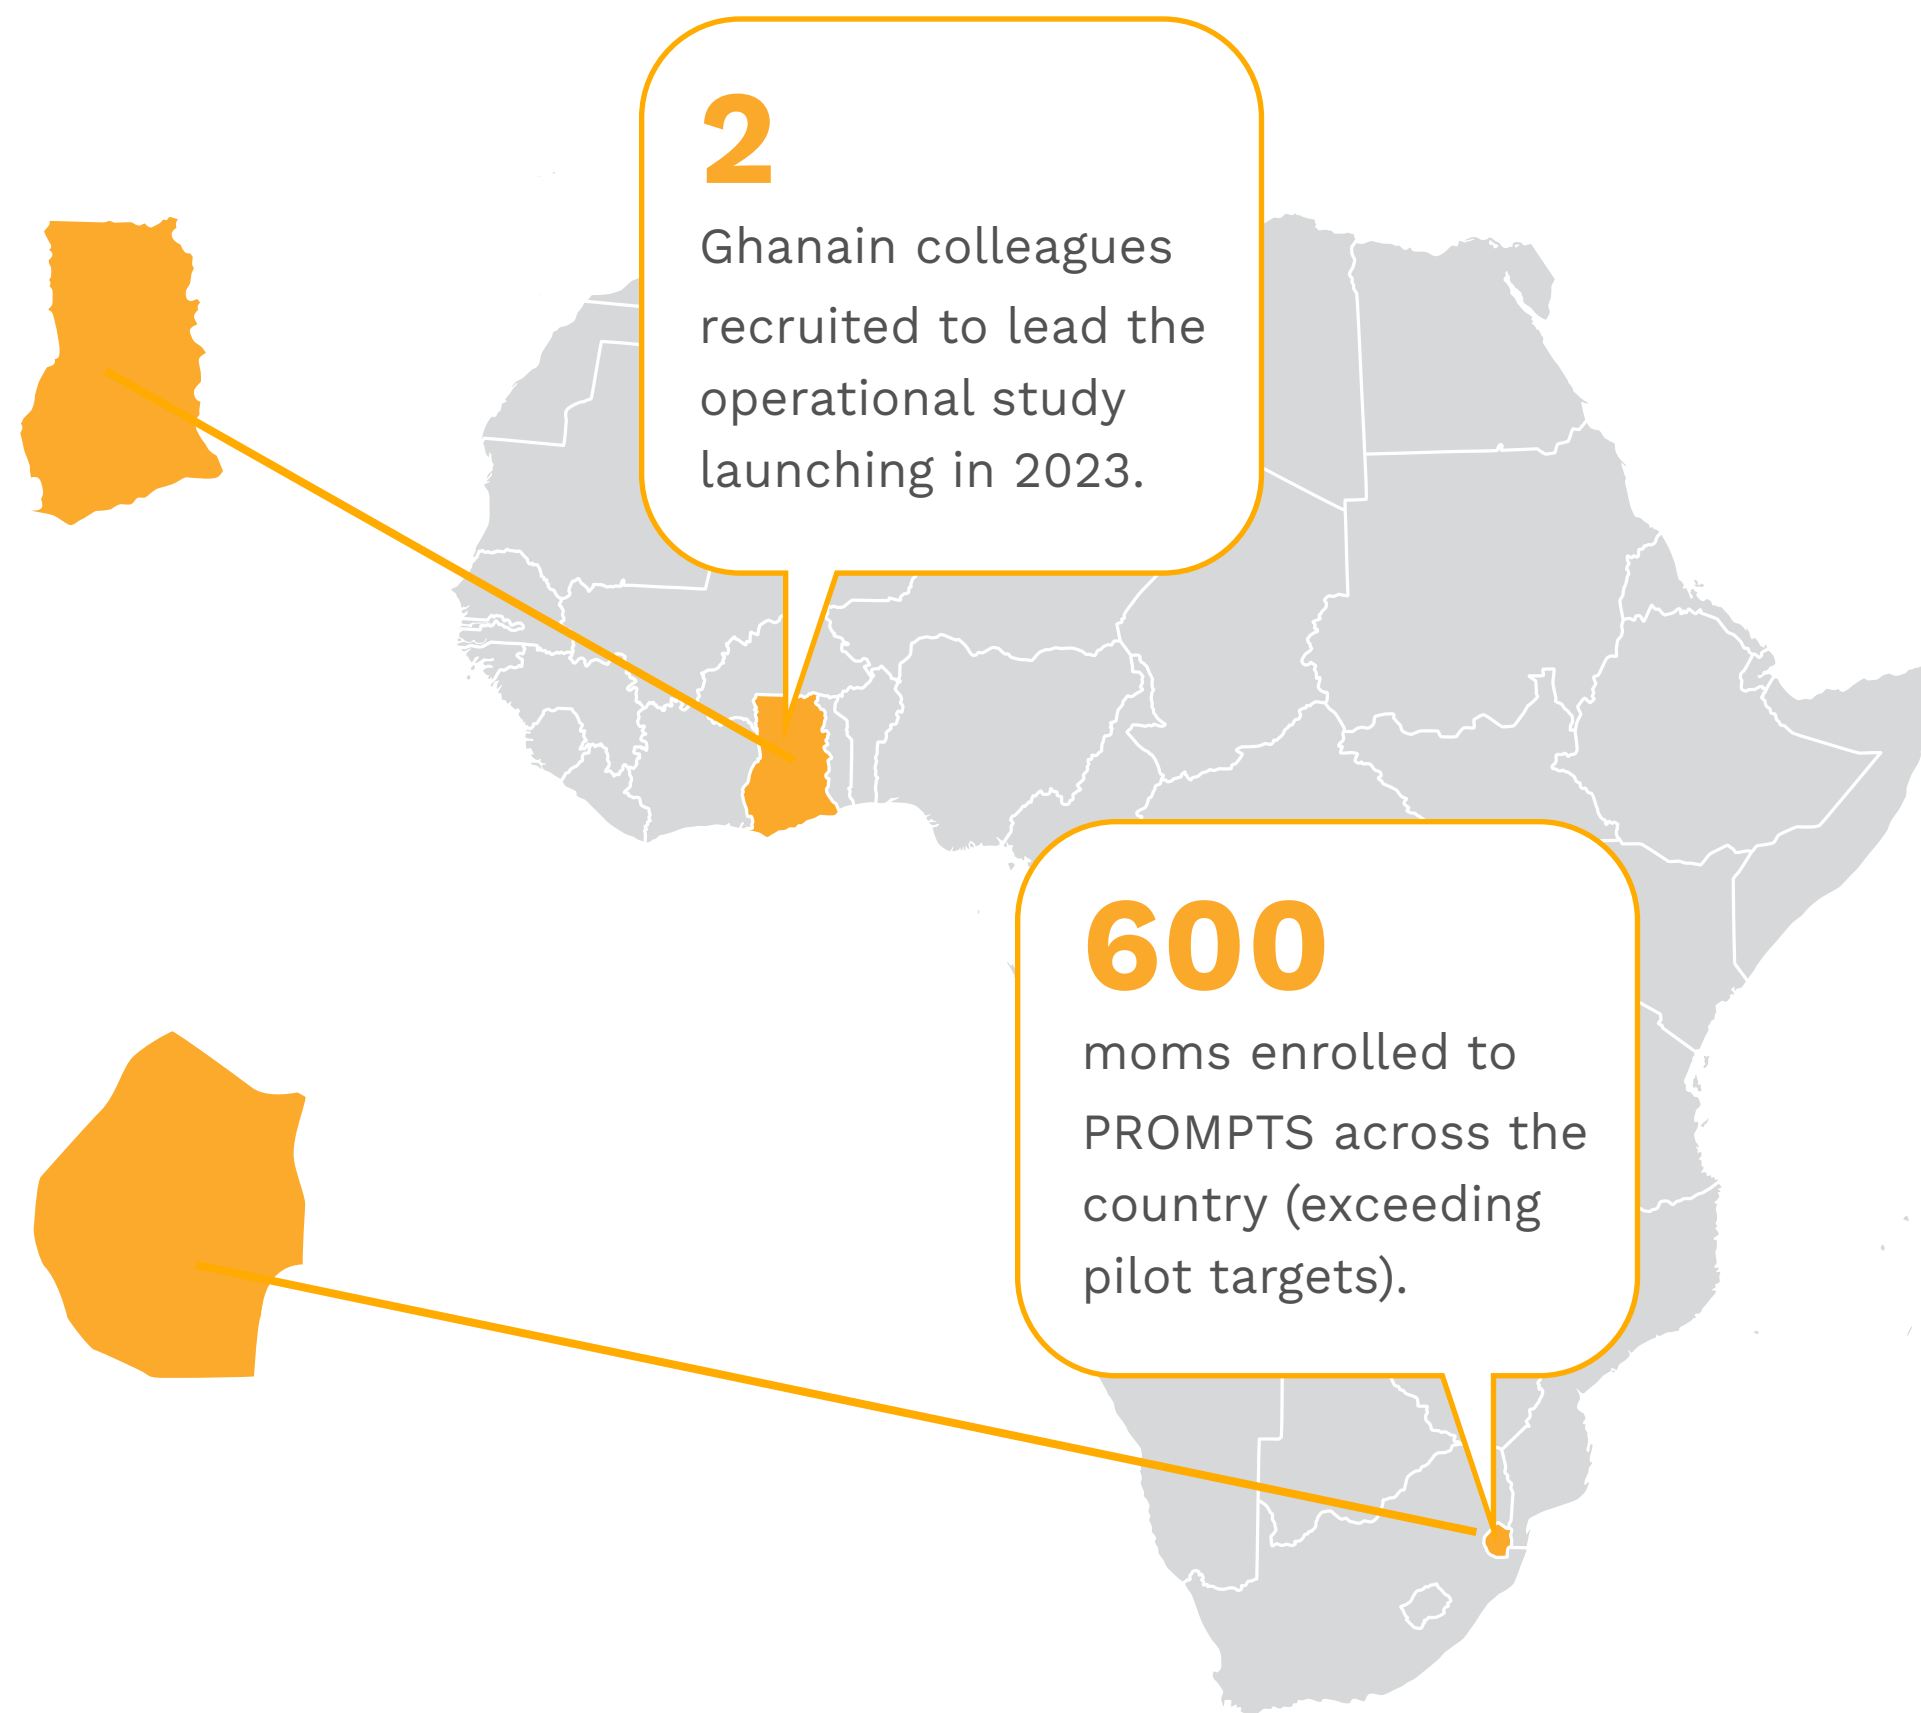 2
Ghanain colleagues
recruited to lead the
operational study
launching in 2023.
600
moms enrolled to
PROMPTS across the
country (exceeding
pilot targets).